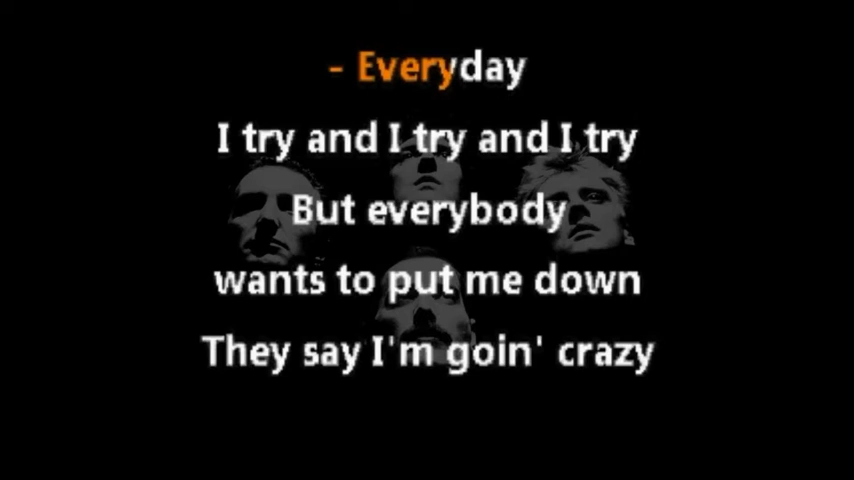 - Everyday
I try and I try and I try
But everybody
wants to put me down
They say I'm goin' crazy